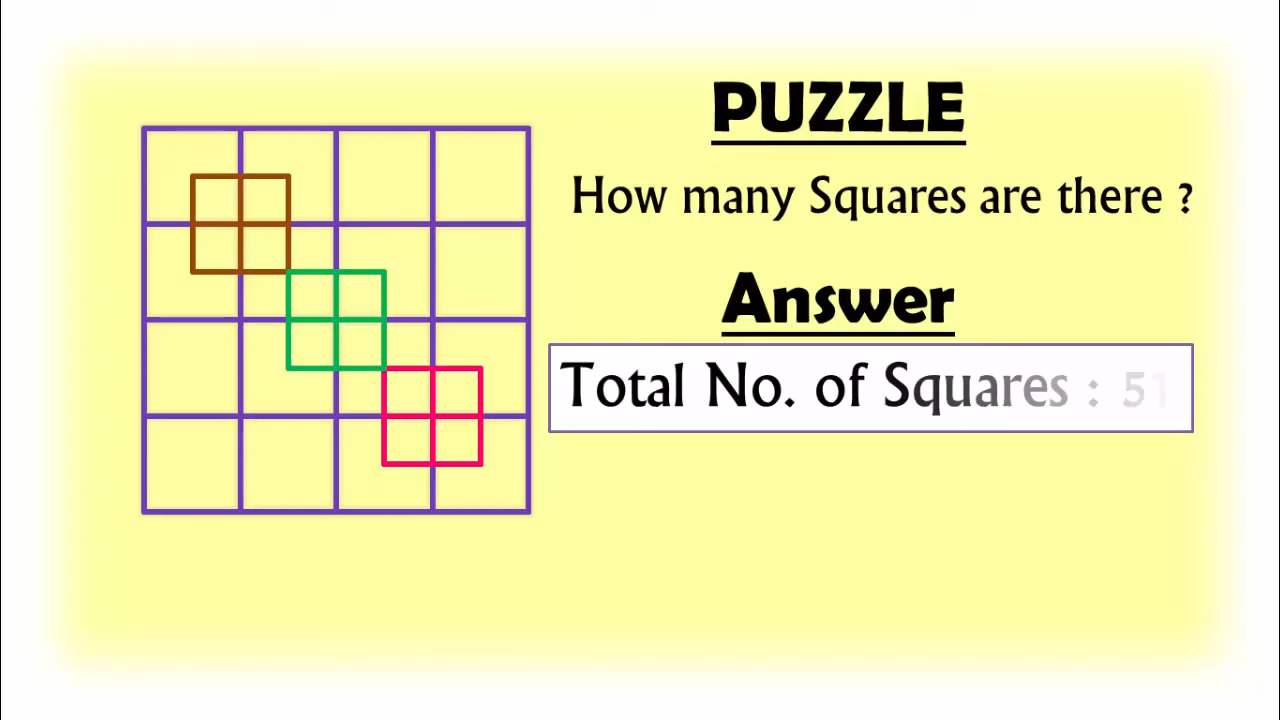 PUZZLE
How many Squares are there ?
Answer
Total No. of Squares : 51